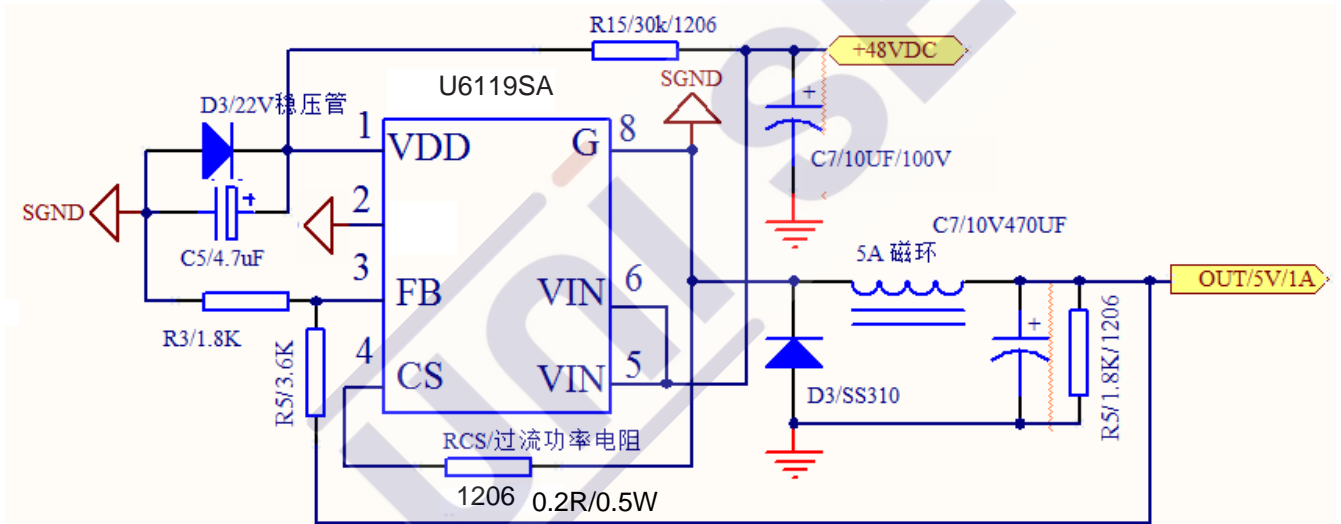 R15/30k/1206
+48VDC
U6119SA
SGND
D3/22V稳压管
1
VDD
G
8
+
C7/10UF/100V
SGND
+
2
C5/4.7uF
C7/10V470UF
3
FB
VIN
6
5A 磁环
OUT/5V/1A
R3/1.8K
R5/3.6K
4
CS
VIN
5
+
D3/SS310
R5/1.8K/1206
RCS/过流功率电阻
1206
0.2R/0.5W
UNI SE